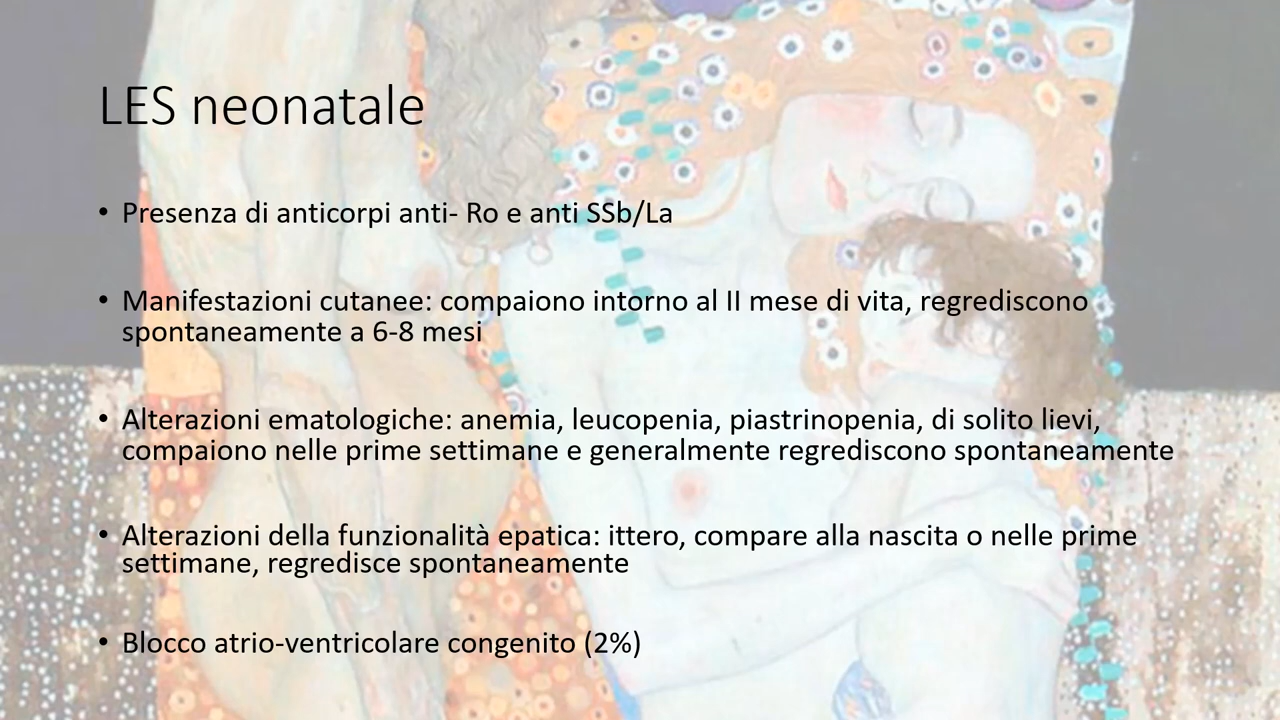 LES neonatale
• Presenza di anticorpi anti- Ro e anti SSb/La
• Manifestazioni cutanee: compaiono intorno al II mese di vita, regrediscono
spontaneamente a 6-8 mesi
• Alterazioni ematologiche: anemia, leucopenia, piastrinopenia, di solito lievi,
compaiono nelle prime settimane e generalmente regrediscono spontaneamente
• Alterazioni della funzionalità epatica: ittero, compare alla nascita o nelle prime
settimane, regredisce spontaneamente
• Blocco atrio-ventricolare congenito (2%)